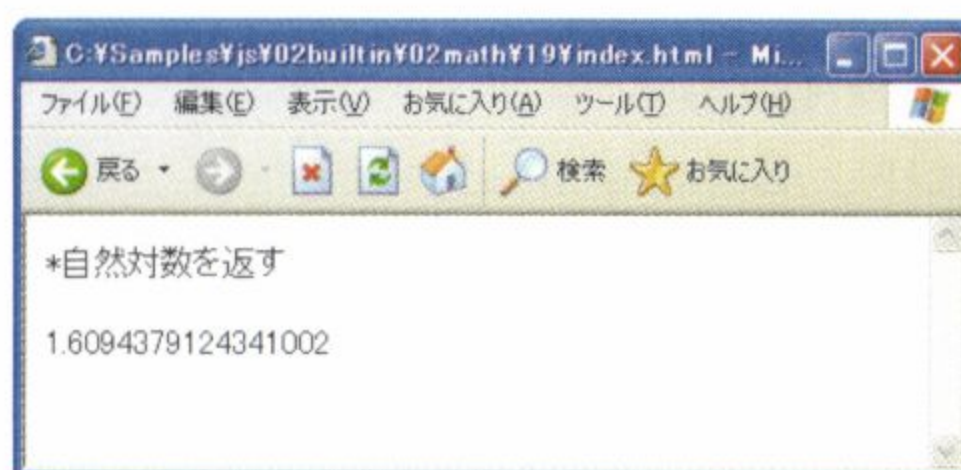 C:¥Samples¥js¥02builtin¥02math¥19¥index.html - Mi...
ファイル(F) 編集(E) 表示(V) お気に入り(A) ツール(T) ヘルプ(H)
戻る 検索 お気に入り
*自然対数を返す
1.6094379124341002